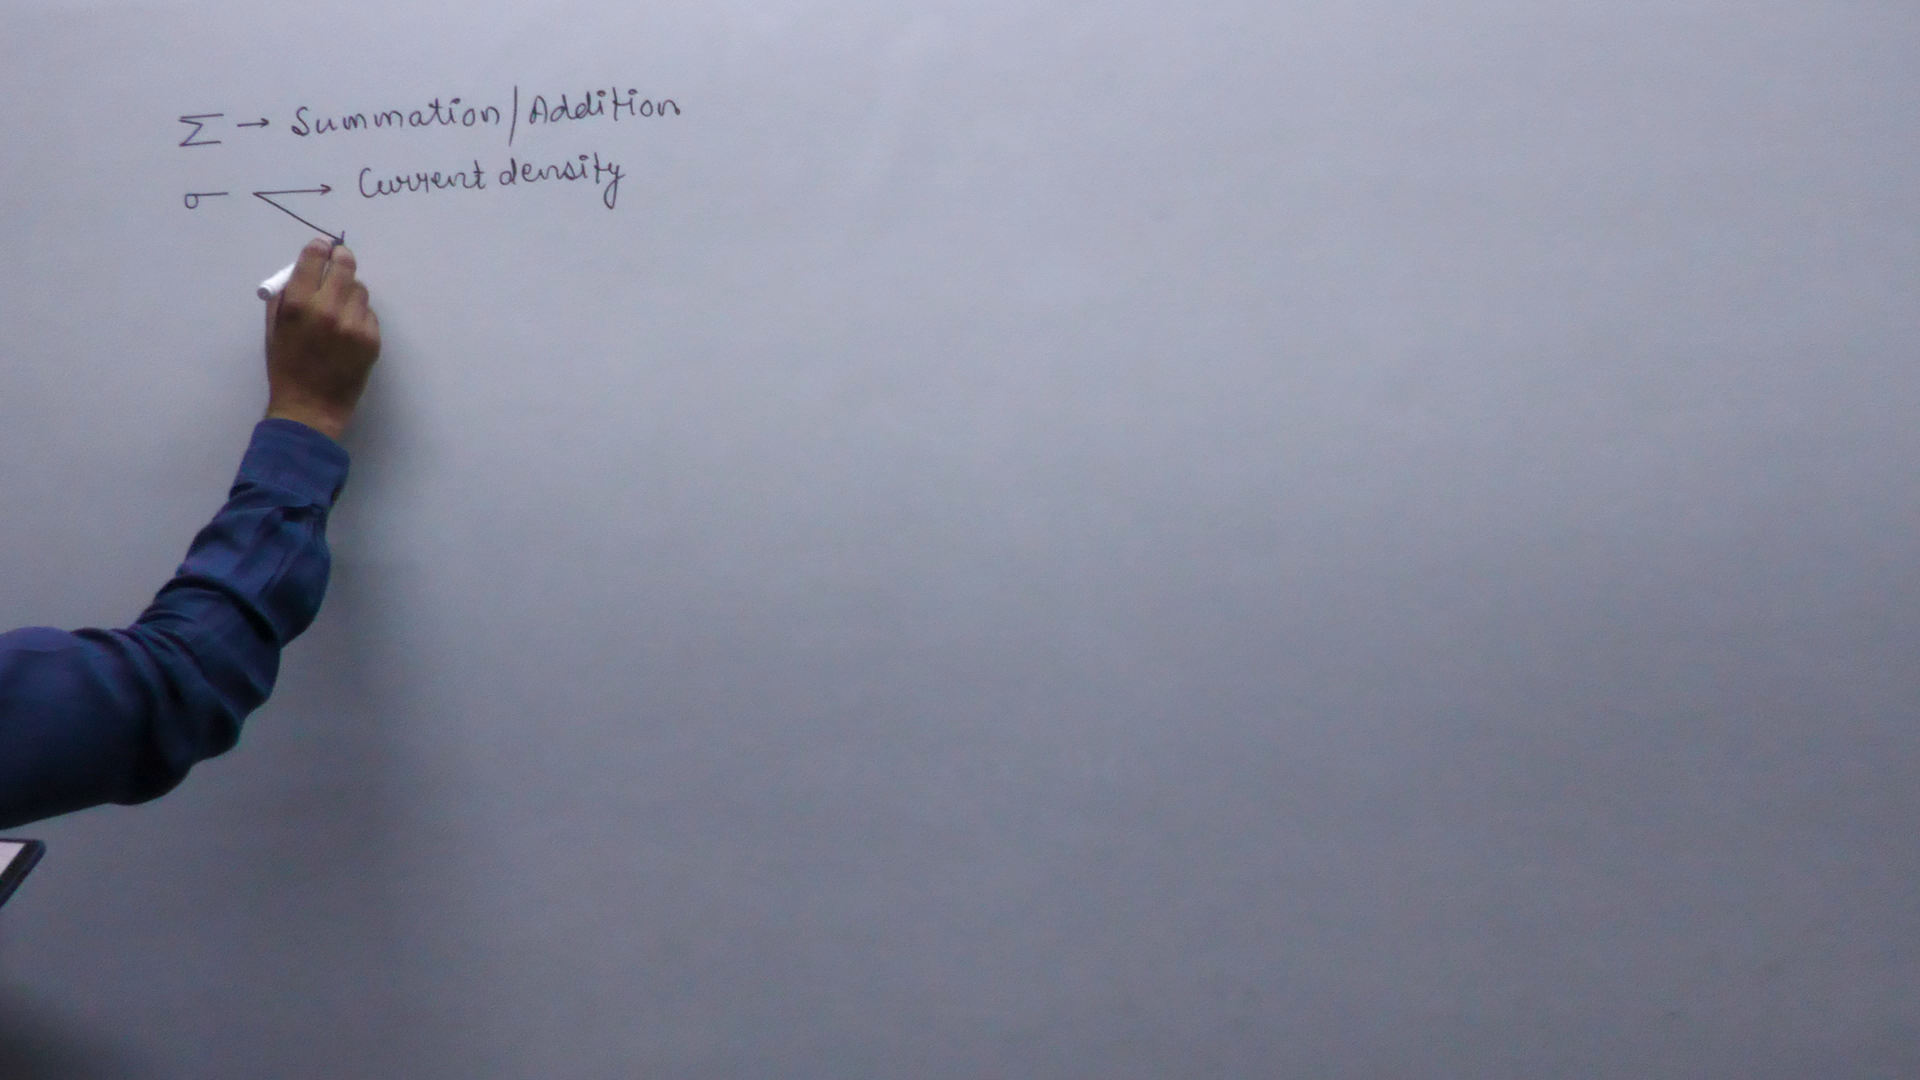 Σ → Summation/Addition
σ → Current density